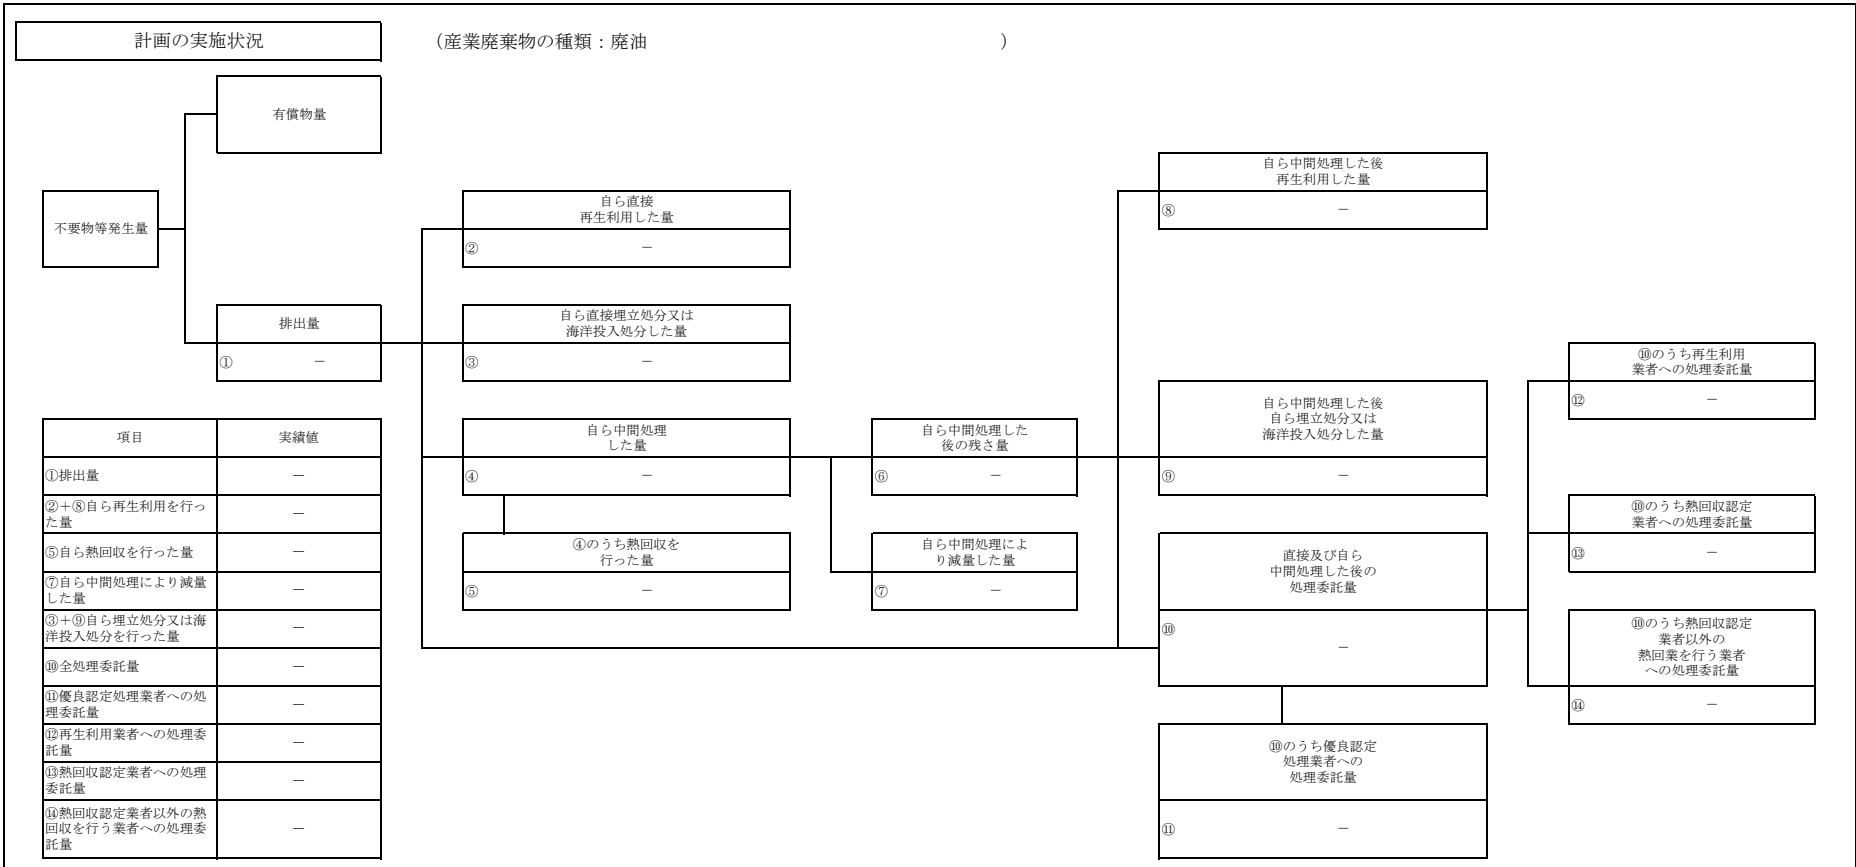 計画の実施状況
（産業廃棄物の種類：廃油　　　　　　　　　　　　　　　　　　　）
有償物量
不要物等発生量
排出量
① －
自ら直接
再生利用した量
② －
自ら直接埋立処分又は
海洋投入処分した量
③ －
自ら中間処理
した量
④ －
④のうち熱回収を
行った量
⑤ －
自ら中間処理した
後の残さ量
⑥ －
自ら中間処理によ
り減量した量
⑦ －
自ら中間処理した後
再生利用した量
⑧ －
自ら中間処理した後
自ら埋立処分又は
海洋投入処分した量
⑨ －
直接及び自ら
中間処理した後の
処理委託量
⑩
－
⑩のうち優良認定
処理業者への
処理委託量
⑪ －
⑩のうち再生利用
業者への処理委託量
⑫ －
⑩のうち熱回収認定
業者への処理委託量
⑬ －
⑩のうち熱回収認定
業者以外の
熱回業を行う業者
への処理委託量
⑭ －
項目 実績値
①排出量 －
②＋⑧自ら再生利用を行っ
た量 －
⑤自ら熱回収を行った量 －
⑦自ら中間処理により減量
した量 －
③＋⑨自ら埋立処分又は海
洋投入処分を行った量 －
⑩全処理委託量 －
⑪優良認定処理業者への処
理委託量 －
⑫再生利用業者への処理委
託量 －
⑬熱回収認定業者への処理
委託量 －
⑭熱回収認定業者以外の熱
回収を行う業者への処理委
託量 －